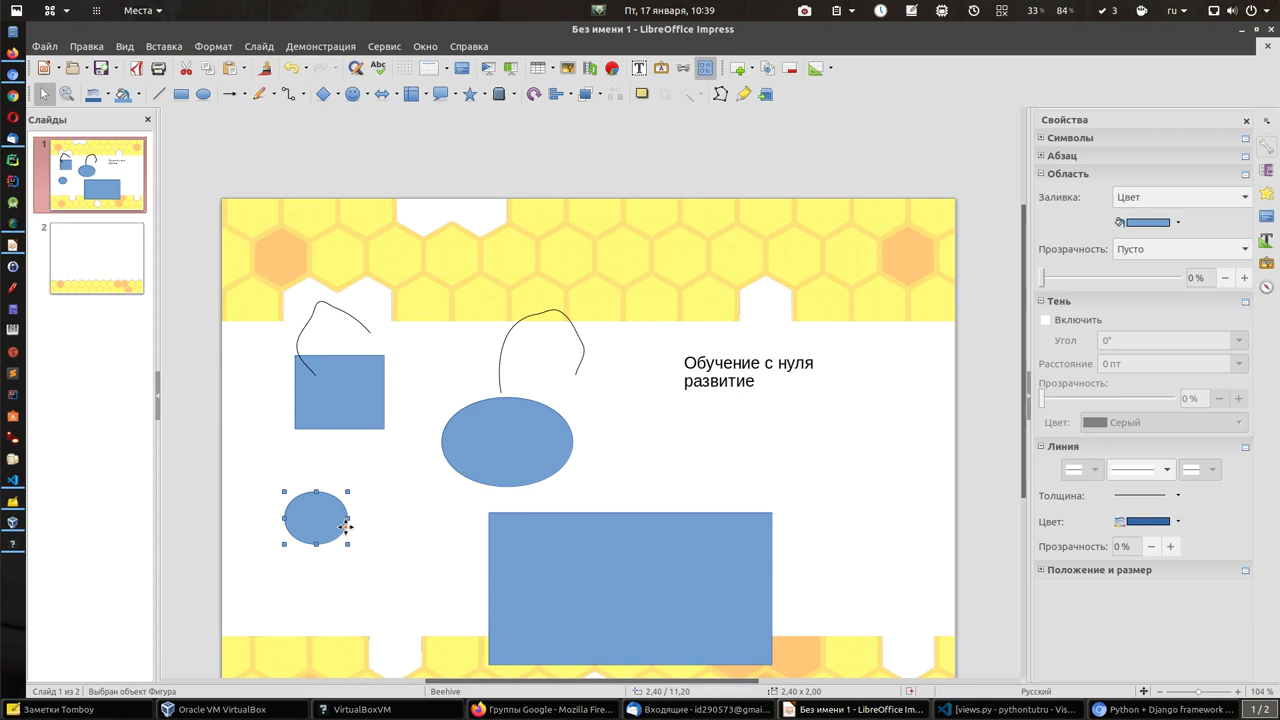 Места
Пт, 17 января, 10:39
33 %
84 %
3
ru
Без имени 1 - LibreOffice Impress
Файл Правка Вид Вставка Формат Слайд Демонстрация Сервис Окно Справка
Слайды
1
2
Обучение с нуля
развитие
Свойства
Символы
Абзац
Область
Заливка: Цвет
Прозрачность: Пусто
0 %
Тень
Включить
Угол 0°
Расстояние 0 пт
Прозрачность:
0 %
Цвет: Серый
Линия
Толщина:
Цвет:
Прозрачность: 0 %
Положение и размер
Слайд 1 из 2 Выбран объект Фигура Beehive 2,40 / 11,20 2,40 x 2,00 Русский 104 %
Заметки Tomboy Oracle VM VirtualBox VirtualBoxVM Группы Google - Mozilla Fire... Входящие - id290573@gmai... Без имени 1 - LibreOffice Im... [views.py - pythontutru - Vis... Python + Django framework ... 1 / 2